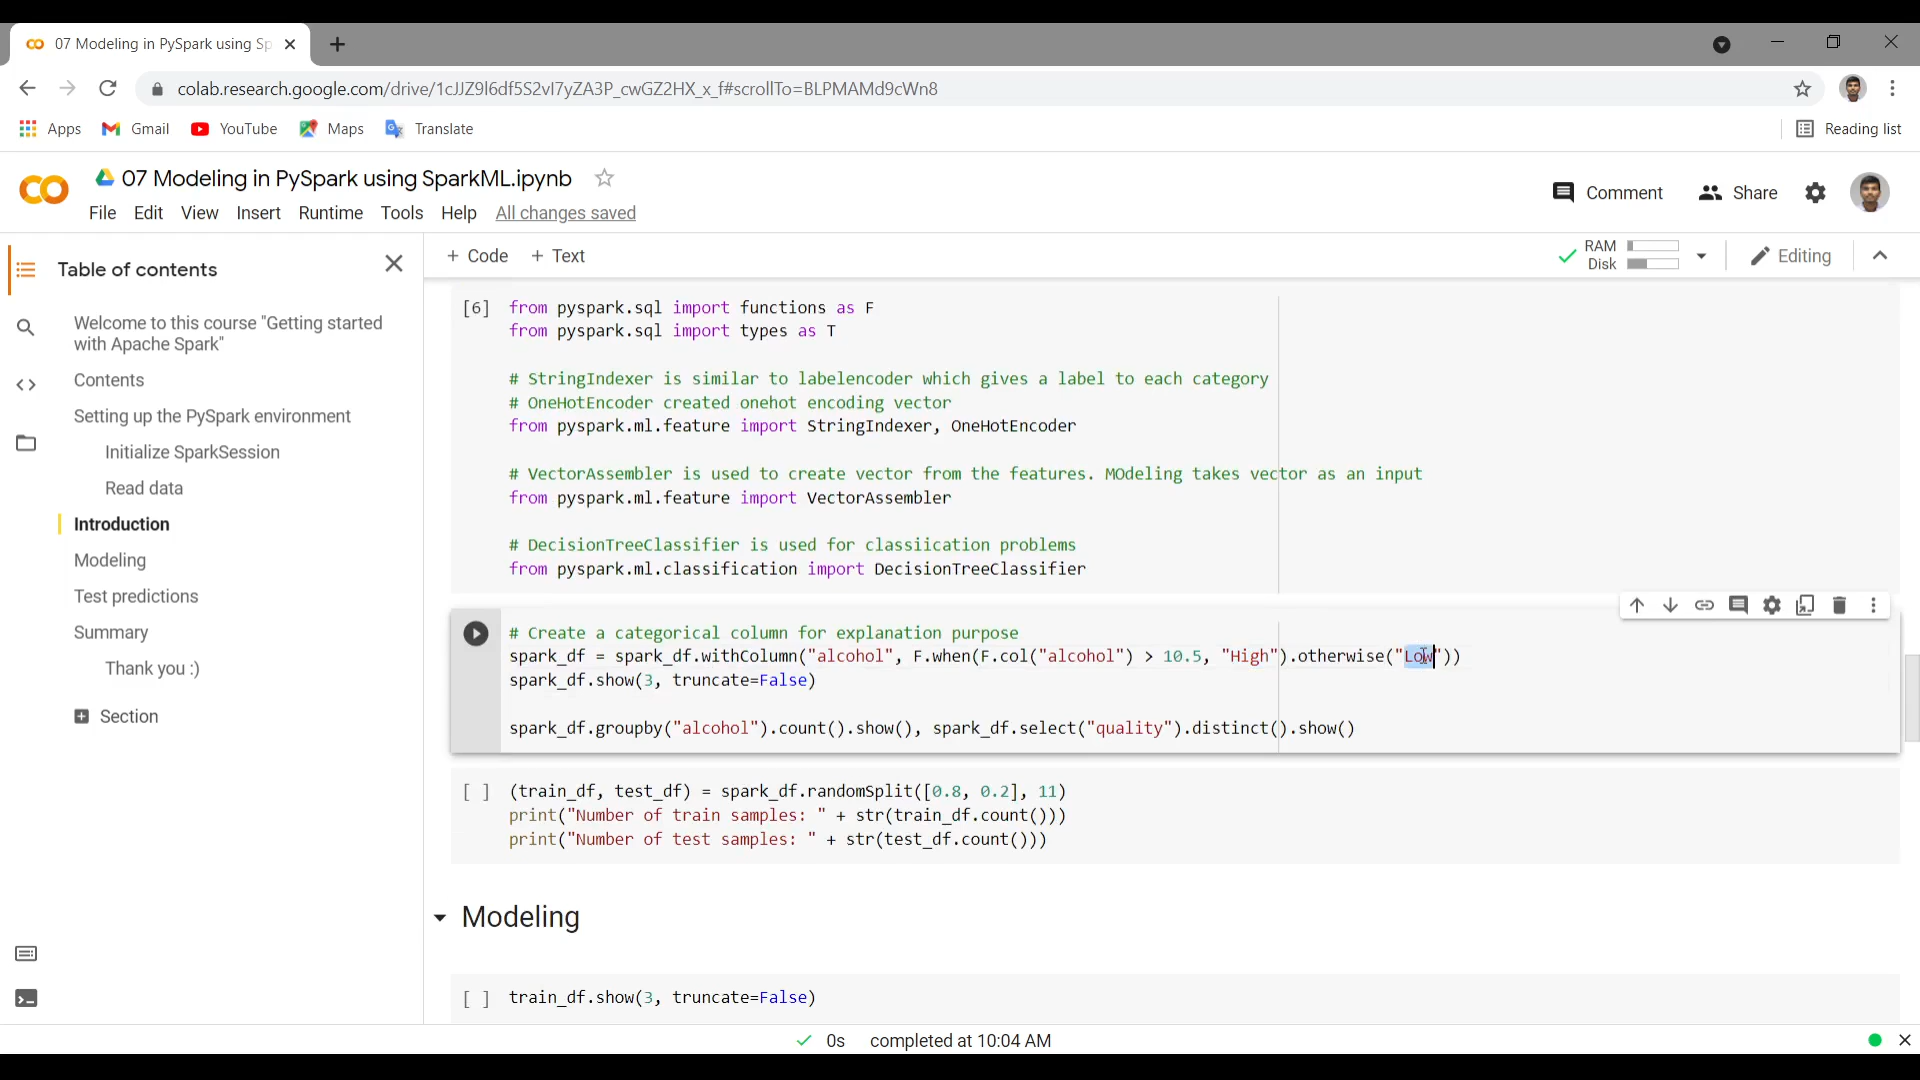 07 Modeling in PySpark using Sp
colab.research.google.com/drive/1cJJZ9l6df5S2vI7yZA3P_cwGZ2HX_x_f#scrollTo=BLPMAMd9cWn8
Apps Gmail YouTube Maps Translate Reading list
07 Modeling in PySpark using SparkML.ipynb
Comment Share
File Edit View Insert Runtime Tools Help All changes saved
Table of contents
+ Code + Text
RAM
Disk
Editing
Welcome to this course "Getting started
with Apache Spark"
Contents
Setting up the PySpark environment
Initialize SparkSession
Read data
Introduction
Modeling
Test predictions
Summary
Thank you :)
Section
[6] from pyspark.sql import functions as F
from pyspark.sql import types as T
# StringIndexer is similar to labelencoder which gives a label to each category
# OneHotEncoder created onehot encoding vector
from pyspark.ml.feature import StringIndexer, OneHotEncoder
# VectorAssembler is used to create vector from the features. MOdeling takes vector as an input
from pyspark.ml.feature import VectorAssembler
# DecisionTreeClassifier is used for classiication problems
from pyspark.ml.classification import DecisionTreeClassifier
# Create a categorical column for explanation purpose
spark_df = spark_df.withColumn("alcohol", F.when(F.col("alcohol") > 10.5, "High").otherwise("Low"))
spark_df.show(3, truncate=False)
spark_df.groupby("alcohol").count().show(), spark_df.select("quality").distinct().show()
[ ] (train_df, test_df) = spark_df.randomSplit([0.8, 0.2], 11)
print("Number of train samples: " + str(train_df.count()))
print("Number of test samples: " + str(test_df.count()))
Modeling
[ ] train_df.show(3, truncate=False)
0s completed at 10:04 AM